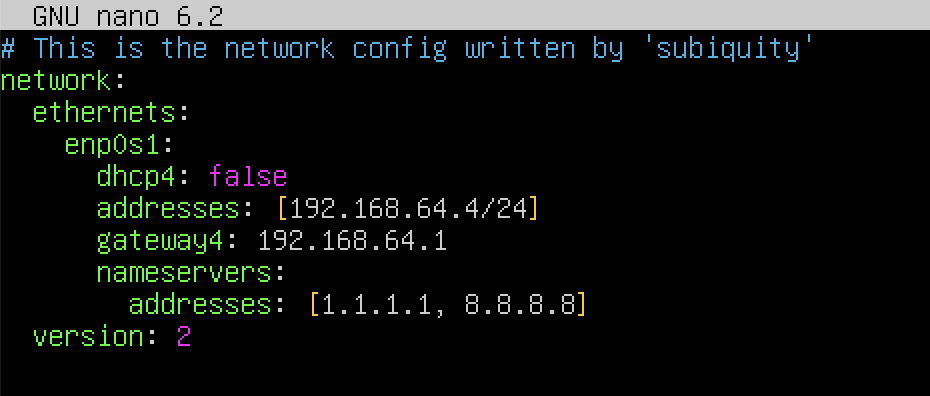 GNU nano 6.2
# This is the network config written by 'subiquity'
network:
  ethernets:
    enp0s1:
      dhcp4: false
      addresses: [192.168.64.4/24]
      gateway4: 192.168.64.1
      nameservers:
        addresses: [1.1.1.1, 8.8.8.8]
  version: 2